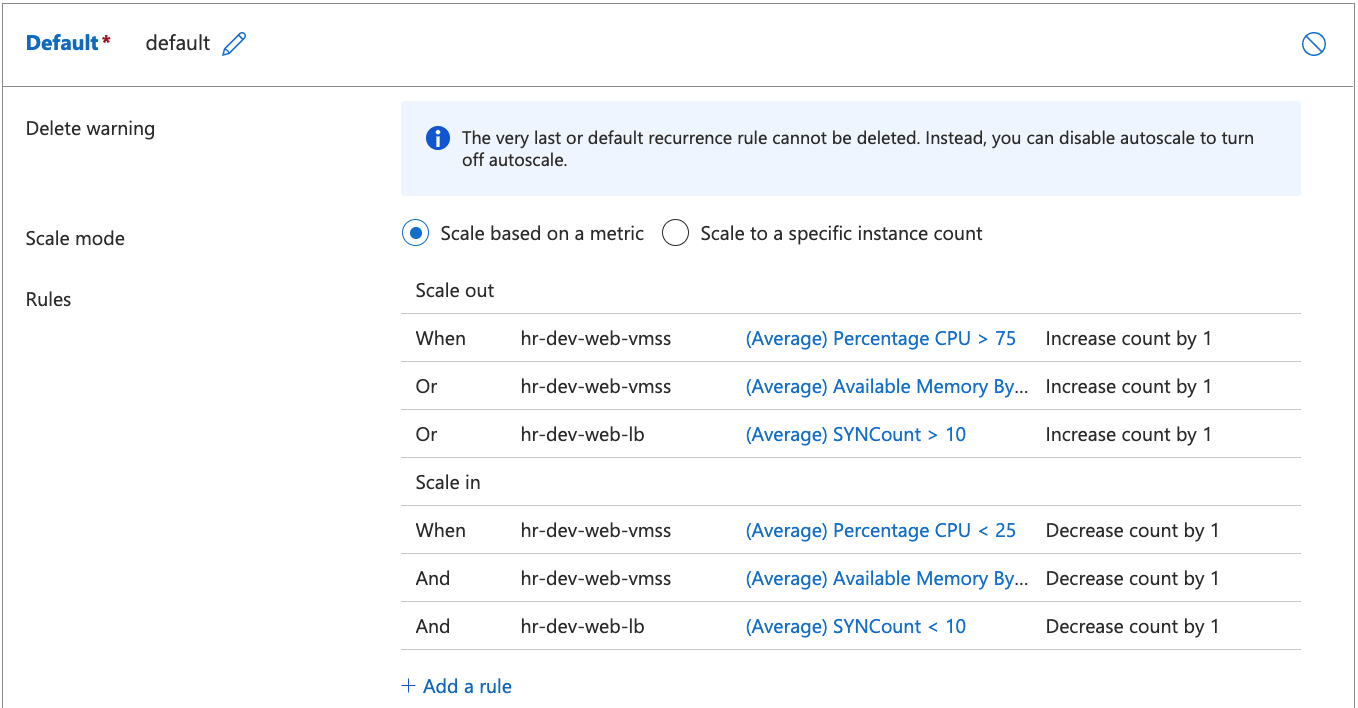 Default* default
Delete warning
The very last or default recurrence rule cannot be deleted. Instead, you can disable autoscale to turn
off autoscale.
Scale mode
Scale based on a metric Scale to a specific instance count
Rules
Scale out
When hr-dev-web-vmss (Average) Percentage CPU > 75 Increase count by 1
Or hr-dev-web-vmss (Average) Available Memory By... Increase count by 1
Or hr-dev-web-lb (Average) SYNCount > 10 Increase count by 1
Scale in
When hr-dev-web-vmss (Average) Percentage CPU < 25 Decrease count by 1
And hr-dev-web-vmss (Average) Available Memory By... Decrease count by 1
And hr-dev-web-lb (Average) SYNCount < 10 Decrease count by 1
+ Add a rule